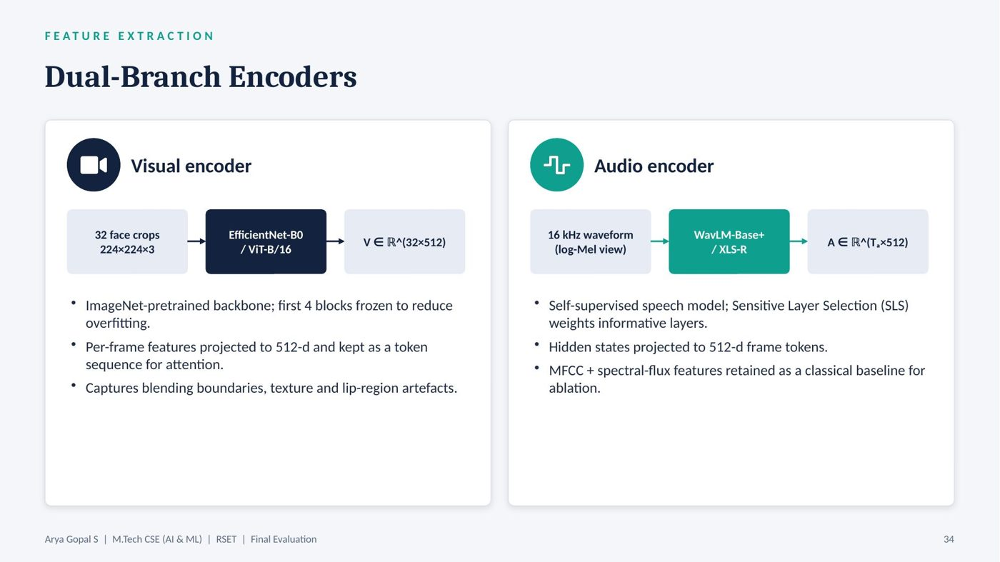 FEATURE EXTRACTION
Dual-Branch Encoders
Visual encoder
32 face crops
224×224×3
EfficientNet-B0
/ ViT-B/16
V ∈ ℝ^(32×512)
• ImageNet-pretrained backbone; first 4 blocks frozen to reduce
overfitting.
• Per-frame features projected to 512-d and kept as a token
sequence for attention.
• Captures blending boundaries, texture and lip-region artefacts.
Audio encoder
16 kHz waveform
(log-Mel view)
WavLM-Base+
/ XLS-R
A ∈ ℝ^(Tₐ×512)
• Self-supervised speech model; Sensitive Layer Selection (SLS)
weights informative layers.
• Hidden states projected to 512-d frame tokens.
• MFCC + spectral-flux features retained as a classical baseline for
ablation.
Arya Gopal S | M.Tech CSE (AI & ML) | RSET | Final Evaluation
34